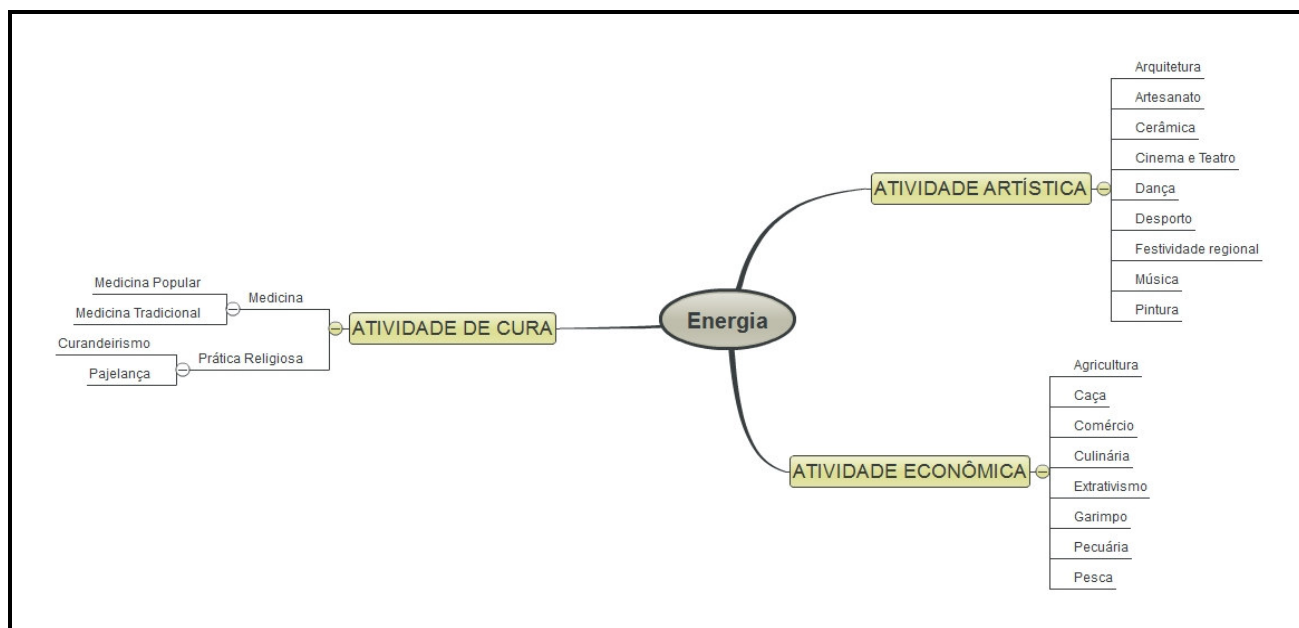 Energia
ATIVIDADE ARTÍSTICA
Arquitetura
Artesanato
Cerâmica
Cinema e Teatro
Dança
Desporto
Festividade regional
Música
Pintura
ATIVIDADE ECONÔMICA
Agricultura
Caça
Comércio
Culinária
Extrativismo
Garimpo
Pecuária
Pesca
ATIVIDADE DE CURA
Medicina
Medicina Popular
Medicina Tradicional
Prática Religiosa
Curandeirismo
Pajelança